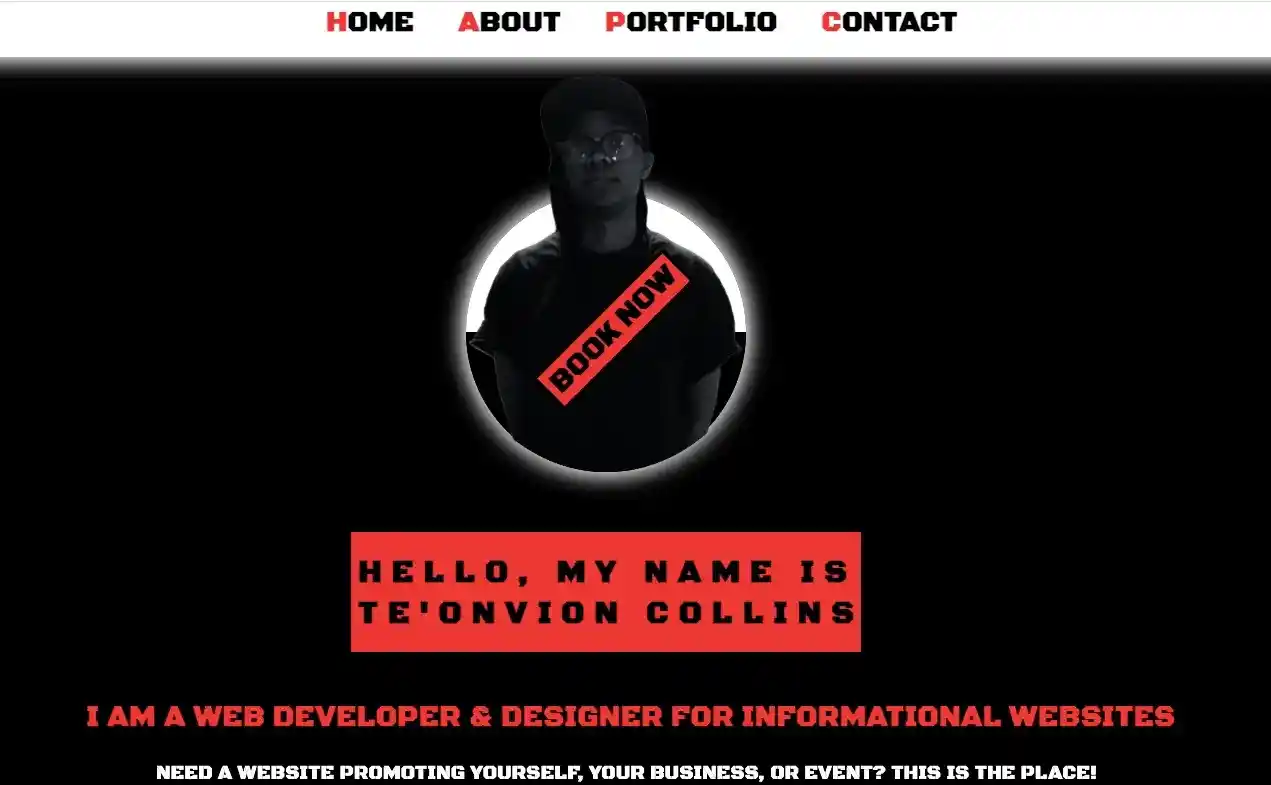 HOME ABOUT PORTFOLIO CONTACT
BOOK NOW
HELLO, MY NAME IS
TE'ONVION COLLINS
I AM A WEB DEVELOPER & DESIGNER FOR INFORMATIONAL WEBSITES
NEED A WEBSITE PROMOTING YOURSELF, YOUR BUSINESS, OR EVENT? THIS IS THE PLACE!